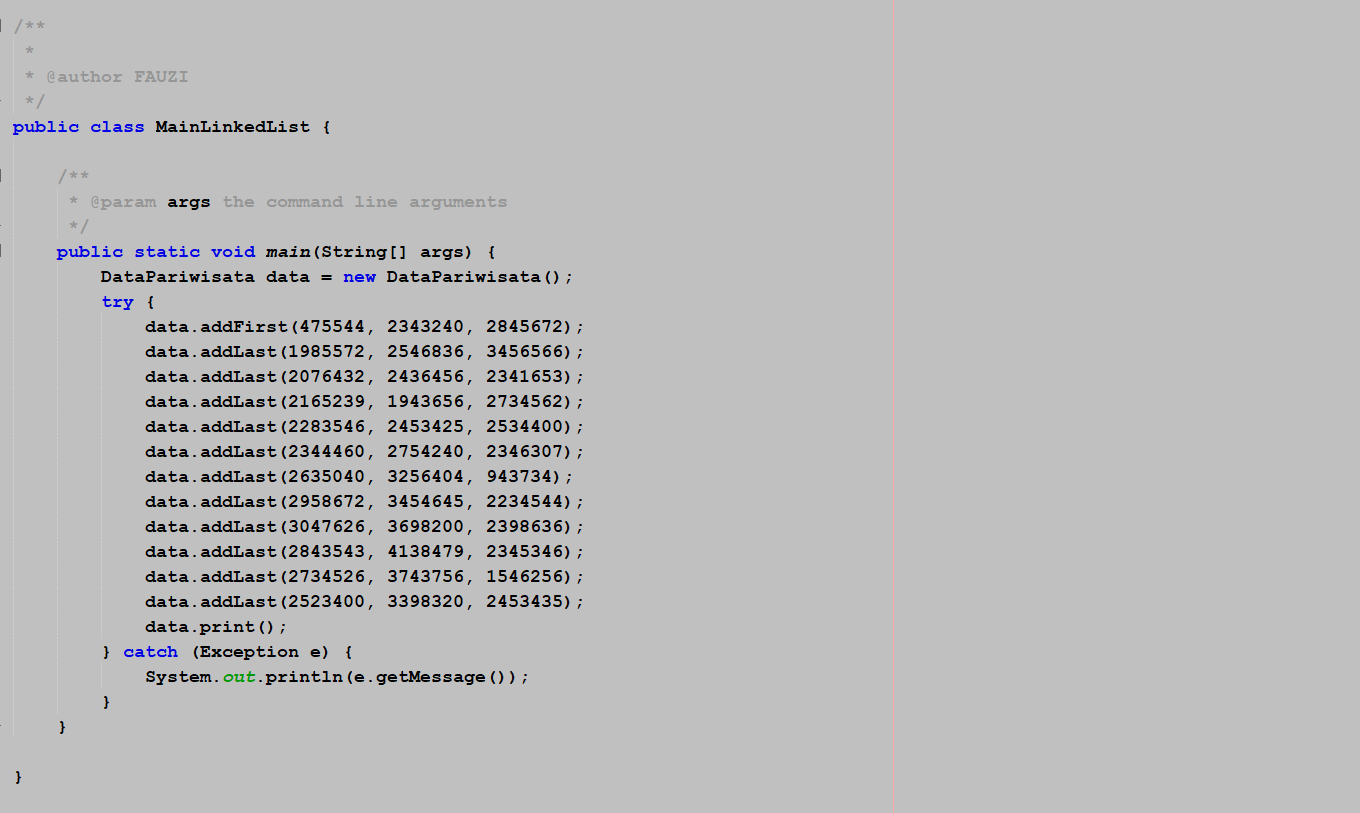 /**
 *
 * @author FAUZI
 */
public class MainLinkedList {
    /**
     * @param args the command line arguments
     */
    public static void main(String[] args) {
        DataPariwisata data = new DataPariwisata();
        try {
            data.addFirst(475544, 2343240, 2845672);
            data.addLast(1985572, 2546836, 3456566);
            data.addLast(2076432, 2436456, 2341653);
            data.addLast(2165239, 1943656, 2734562);
            data.addLast(2283546, 2453425, 2534400);
            data.addLast(2344460, 2754240, 2346307);
            data.addLast(2635040, 3256404, 943734);
            data.addLast(2958672, 3454645, 2234544);
            data.addLast(3047626, 3698200, 2398636);
            data.addLast(2843543, 4138479, 2345346);
            data.addLast(2734526, 3743756, 1546256);
            data.addLast(2523400, 3398320, 2453435);
            data.print();
        } catch (Exception e) {
            System.out.println(e.getMessage());
        }
    }
}